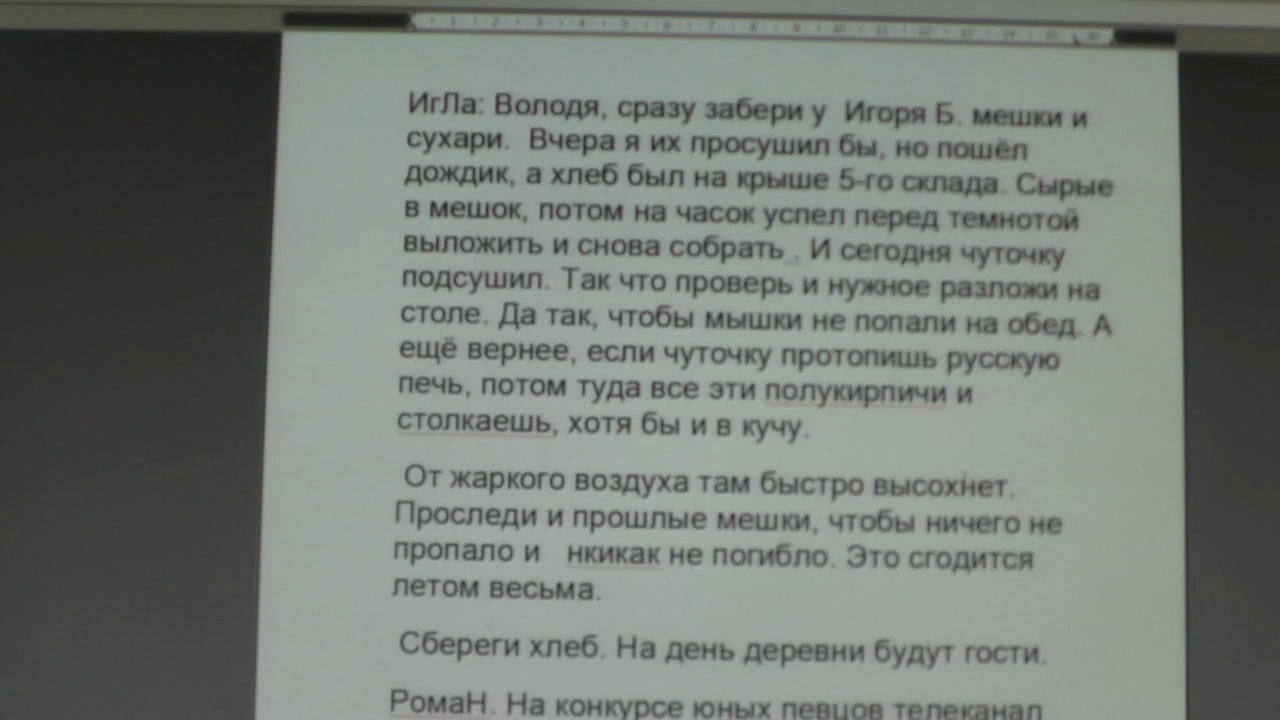 ИгЛа: Володя, сразу забери у Игоря Б. мешки и
сухари. Вчера я их просушил бы, но пошёл
дождик, а хлеб был на крыше 5-го склада. Сырые
в мешок, потом на часок успел перед темнотой
выложить и снова собрать . И сегодня чуточку
подсушил. Так что проверь и нужное разложи на
столе. Да так, чтобы мышки не попали на обед. А
ещё вернее, если чуточку протопишь русскую
печь, потом туда все эти полукирпичи и
столкаешь, хотя бы и в кучу.
От жаркого воздуха там быстро высохнет.
Проследи и прошлые мешки, чтобы ничего не
пропало и нкикак не погибло. Это сгодится
летом весьма.
Сбереги хлеб. На день деревни будут гости.
РомаН. На конкурсе юных певцов телеканал